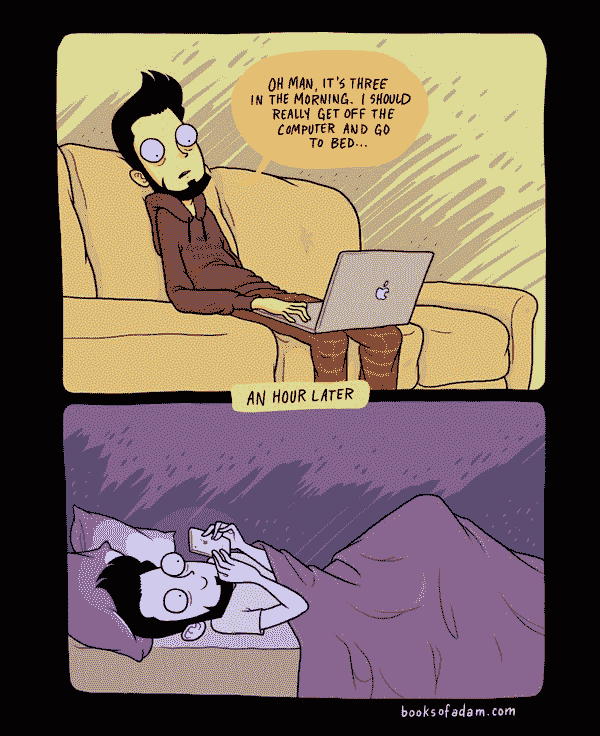 OH MAN, IT'S THREE
IN THE MORNING. I SHOULD
REALLY GET OFF THE
COMPUTER AND GO
TO BED...
AN HOUR LATER
booksofadam.com